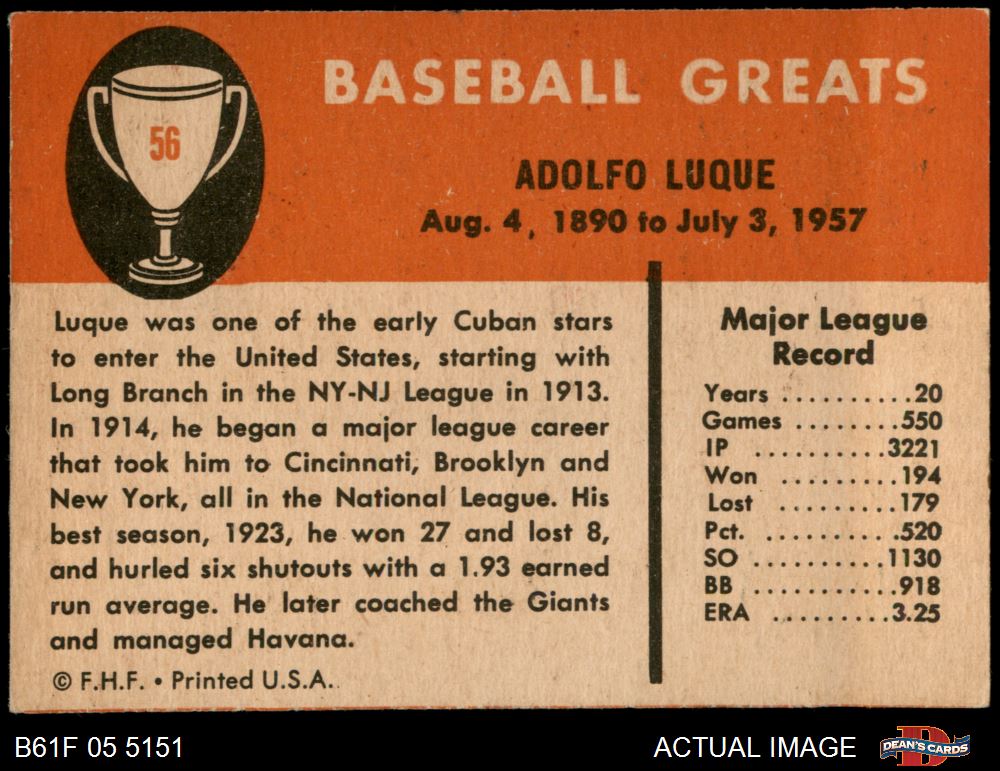 56
BASEBALL GREATS
ADOLFO LUQUE
Aug. 4, 1890 to July 3, 1957
Luque was one of the early Cuban stars
to enter the United States, starting with
Long Branch in the NY-NJ League in 1913.
In 1914, he began a major league career
that took him to Cincinnati, Brooklyn and
New York, all in the National League. His
best season, 1923, he won 27 and lost 8,
and hurled six shutouts with a 1.93 earned
run average. He later coached the Giants
and managed Havana.
© F.H.F. • Printed U.S.A.
Major League
Record
Years ..........20
Games ........550
IP ..........3221
Won .........194
Lost .........179
Pct. ..........520
SO ..........1130
BB ..........918
ERA .........3.25
B61F 05 5151
ACTUAL IMAGE
DEAN'S CARDS